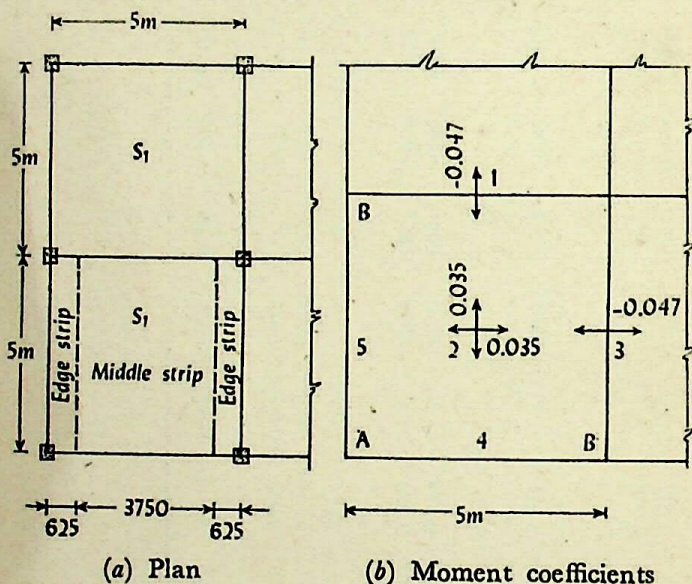 5m
5m
S1
5m
S1
Edge strip
Middle strip
Edge strip
625
3750
625
(a) Plan
-0.047
1
B
0.035
-0.047
5
2
0.035
3
A
4
B
5m
(b) Moment coefficients